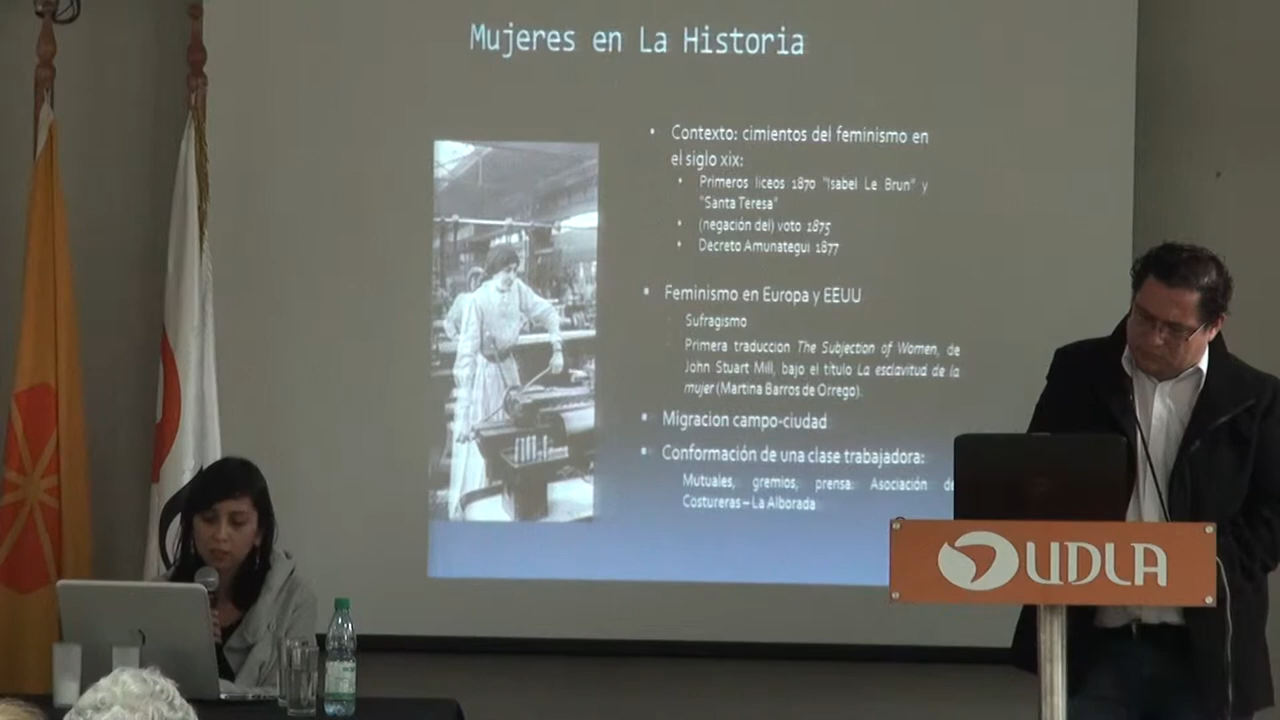 Mujeres en La Historia
Contexto: cimientos del feminismo en
el siglo xix:
Primeros liceos 1870 "Isabel Le Brun" y
"Santa Teresa"
(negación del) voto 1875
Decreto Amunategui 1877
Feminismo en Europa y EEUU
Sufragismo
Primera traduccion The Subjection of Women, de
John Stuart Mill, bajo el título La esclavitud de la
mujer (Martina Barros de Orrego).
Migracion campo-ciudad
Conformación de una clase trabajadora:
Mutuales, gremios, prensa: Asociación de
Costureras – La Alborada
UDLA